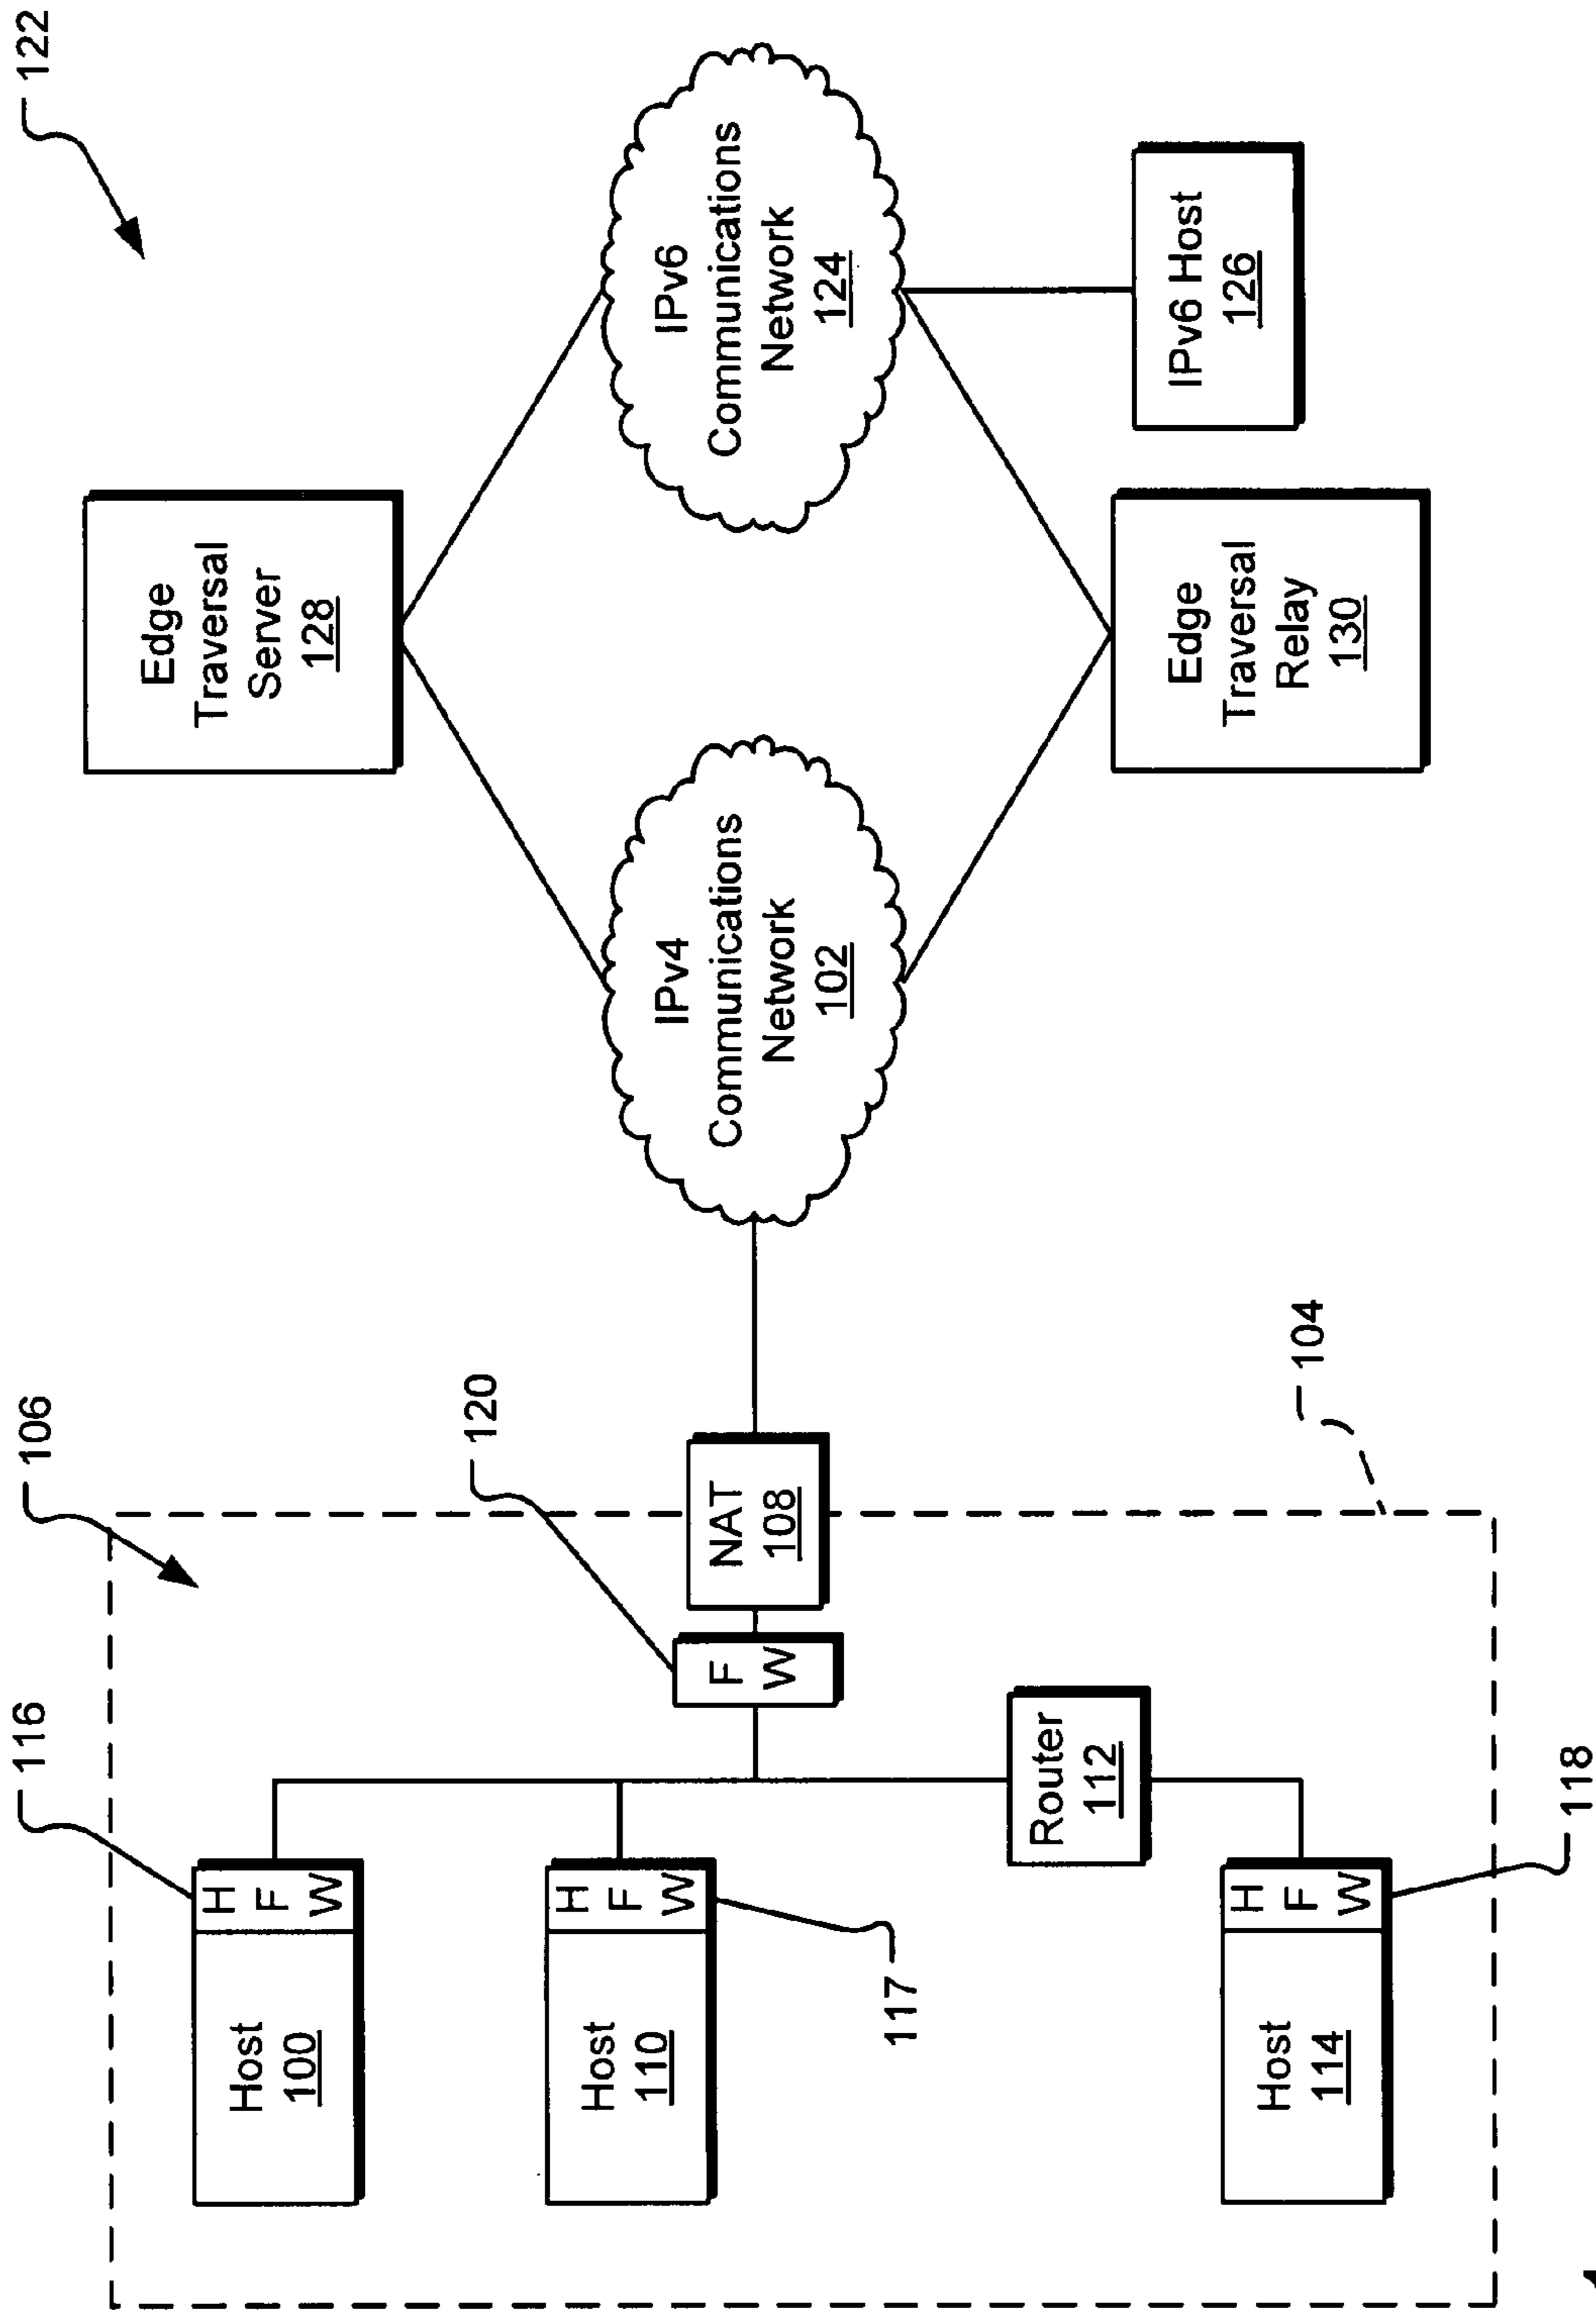 116
106
122
Host
100
H
F
W
120
Edge
Traversal
Server
128
Host
110
H
F
W
117
F
W
NAT
108
IPv4
Communications
Network
102
IPv6
Communications
Network
124
Router
112
Host
114
H
F
W
118
104
Edge
Traversal
Relay
130
IPv6 Host
126